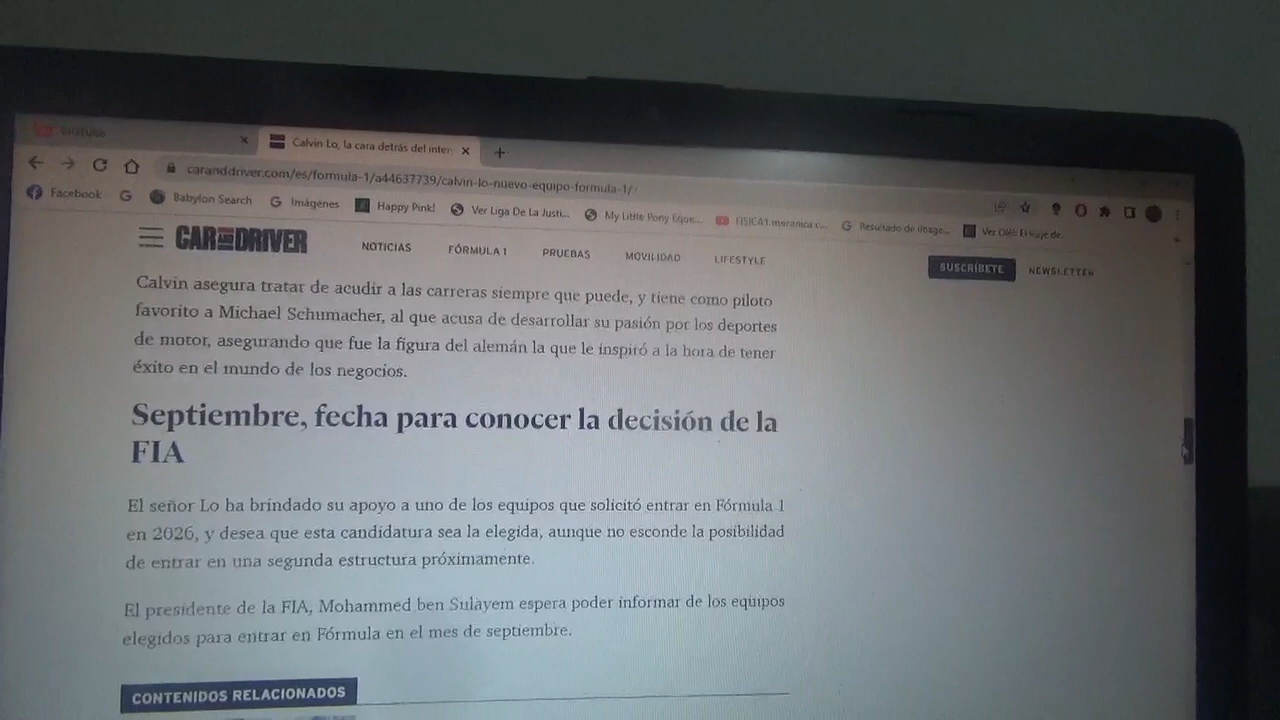 YouTube
Calvin Lo, la cara detrás del inter
caranddriver.com/es/formula-1/a44637739/calvin-lo-nuevo-equipo-formula-1/
Facebook
Babylon Search
Imágenes
Happy Pink!
Ver Liga De La Justi...
My Little Pony Eque...
FISICA1 meranica c...
Resultado de image...
Ver
CAR AND DRIVER
NOTICIAS
FÓRMULA 1
PRUEBAS
MOVILIDAD
LIFESTYLE
SUSCRÍBETE
NEWSLETTER
Calvin asegura tratar de acudir a las carreras siempre que puede, y tiene como piloto
favorito a Michael Schumacher, al que acusa de desarrollar su pasión por los deportes
de motor, asegurando que fue la figura del alemán la que le inspiró a la hora de tener
éxito en el mundo de los negocios.
Septiembre, fecha para conocer la decisión de la
FIA
El señor Lo ha brindado su apoyo a uno de los equipos que solicitó entrar en Fórmula 1
en 2026, y desea que esta candidatura sea la elegida, aunque no esconde la posibilidad
de entrar en una segunda estructura próximamente.
El presidente de la FIA, Mohammed ben Sulayem espera poder informar de los equipos
elegidos para entrar en Fórmula en el mes de septiembre.
CONTENIDOS RELACIONADOS